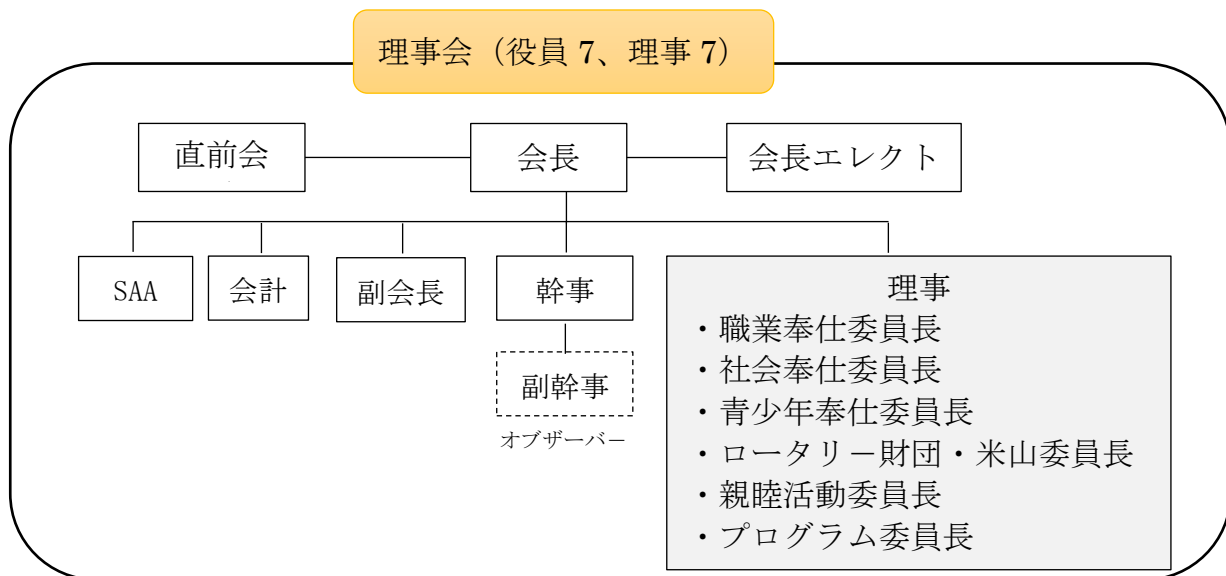 理事会（役員 7、理事 7）
直前会
会長
会長エレクト
SAA
会計
副会長
幹事
副幹事
オブザーバー
理事
・職業奉仕委員長
・社会奉仕委員長
・青少年奉仕委員長
・ロータリ－財団・米山委員長
・親睦活動委員長
・プログラム委員長